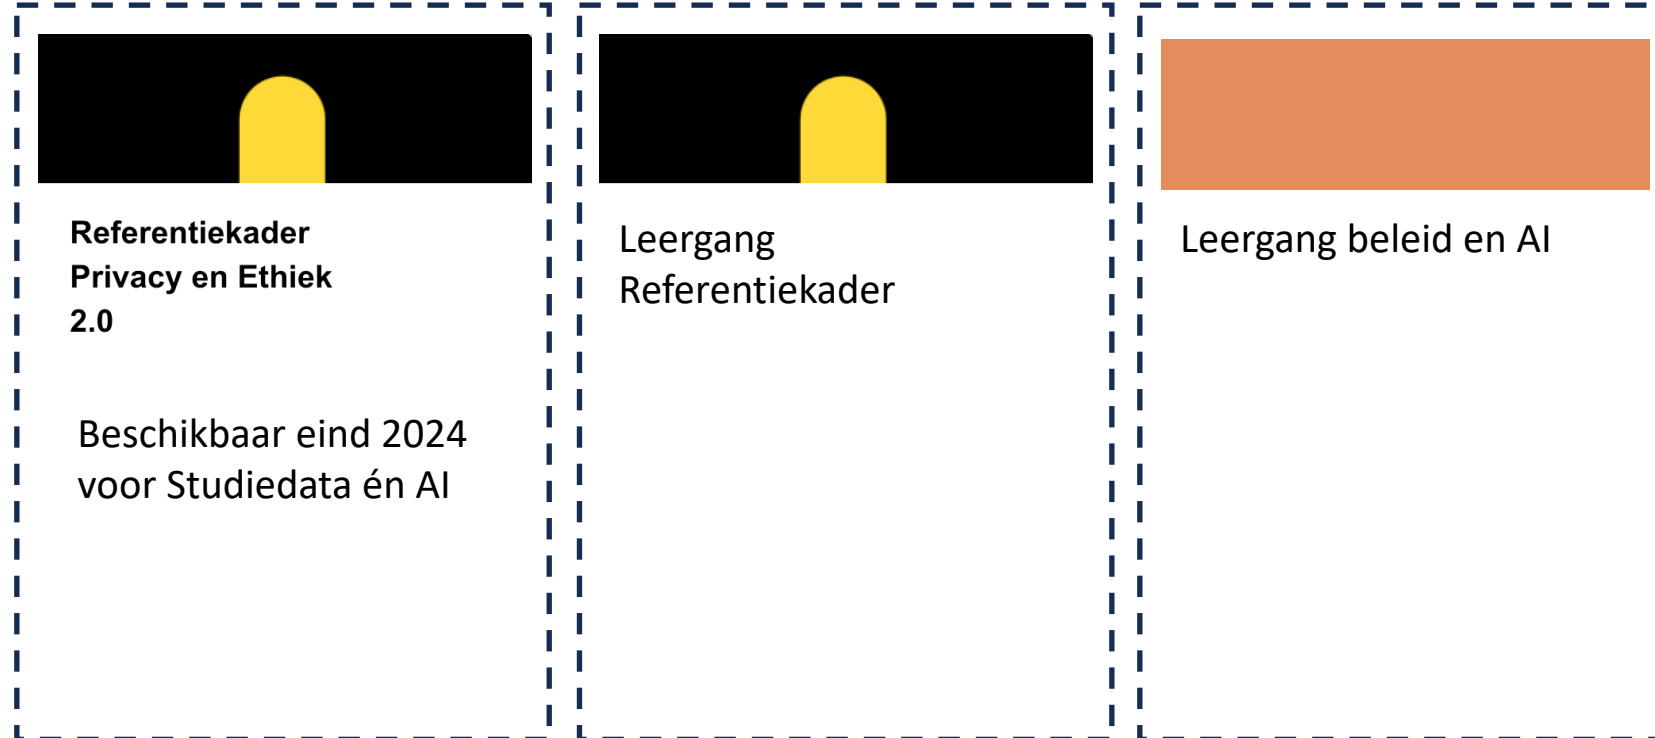 Referentiekader
Privacy en Ethiek
2.0
Beschikbaar eind 2024
voor Studiedata én AI
Leergang
Referentiekader
Leergang beleid en AI